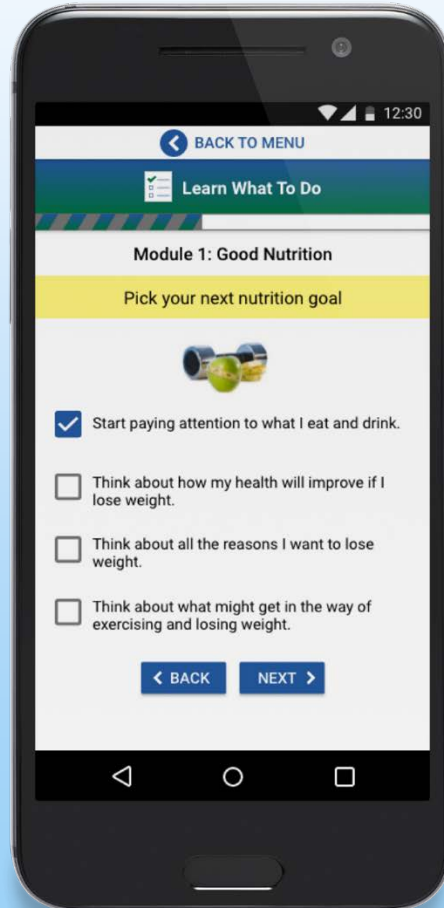 12:30
BACK TO MENU
Learn What To Do
Module 1: Good Nutrition
Pick your next nutrition goal
Start paying attention to what I eat and drink.
Think about how my health will improve if I
lose weight.
Think about all the reasons I want to lose
weight.
Think about what might get in the way of
exercising and losing weight.
BACK
NEXT